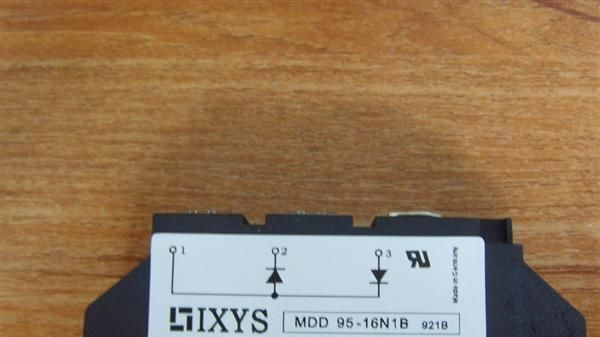 1 2 3
Made in Germany
IXYS MDD 95-16N1B 921B